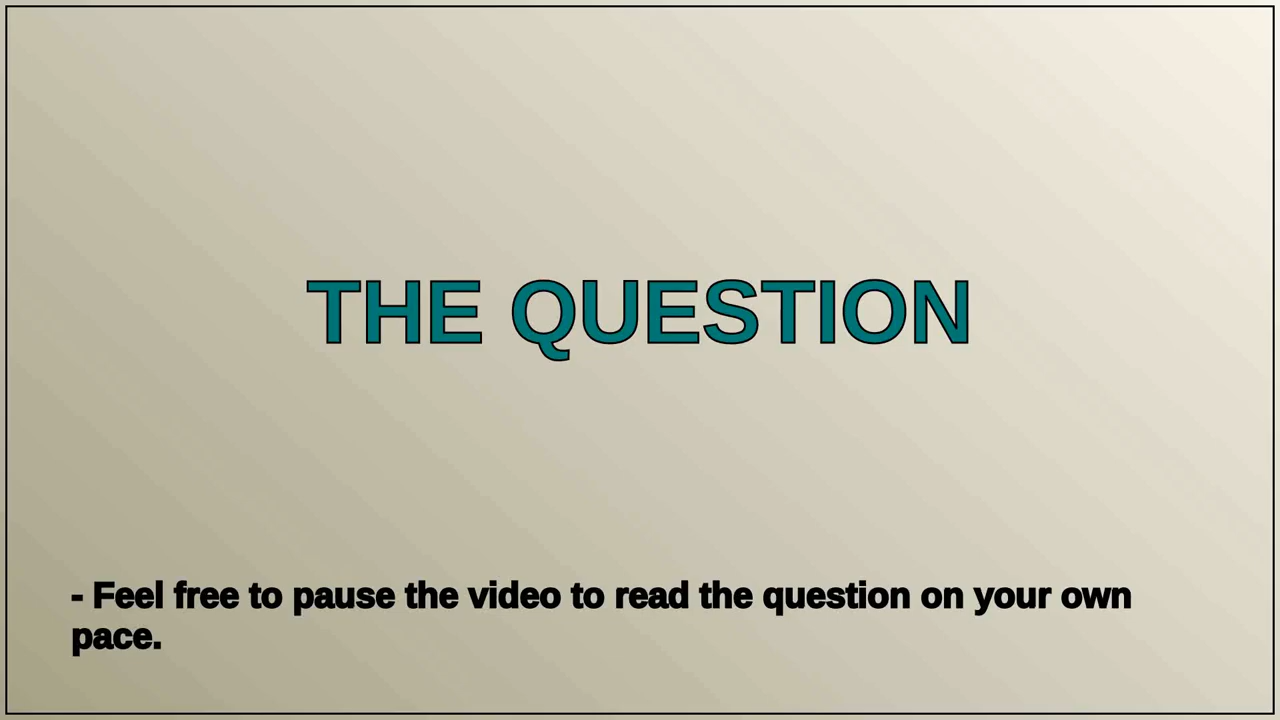 THE QUESTION
- Feel free to pause the video to read the question on your own
pace.